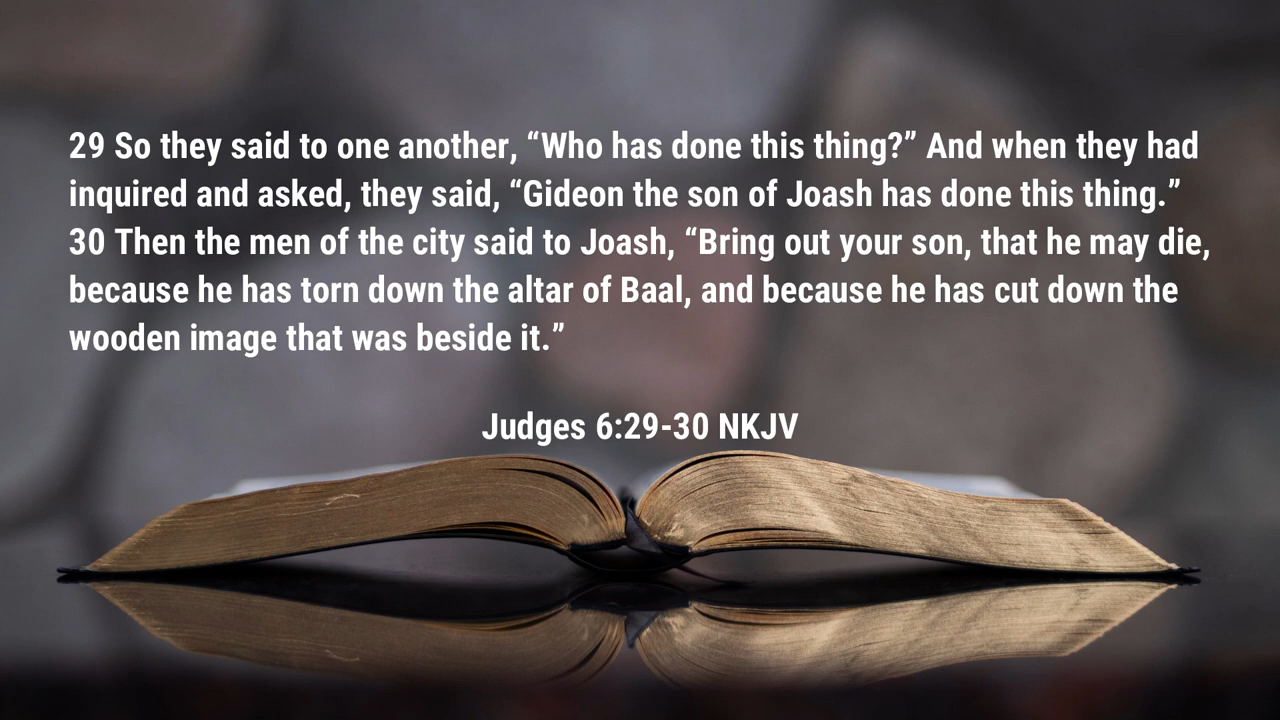 29 So they said to one another, “Who has done this thing?” And when they had
inquired and asked, they said, “Gideon the son of Joash has done this thing.”
30 Then the men of the city said to Joash, “Bring out your son, that he may die,
because he has torn down the altar of Baal, and because he has cut down the
wooden image that was beside it.”
Judges 6:29-30 NKJV